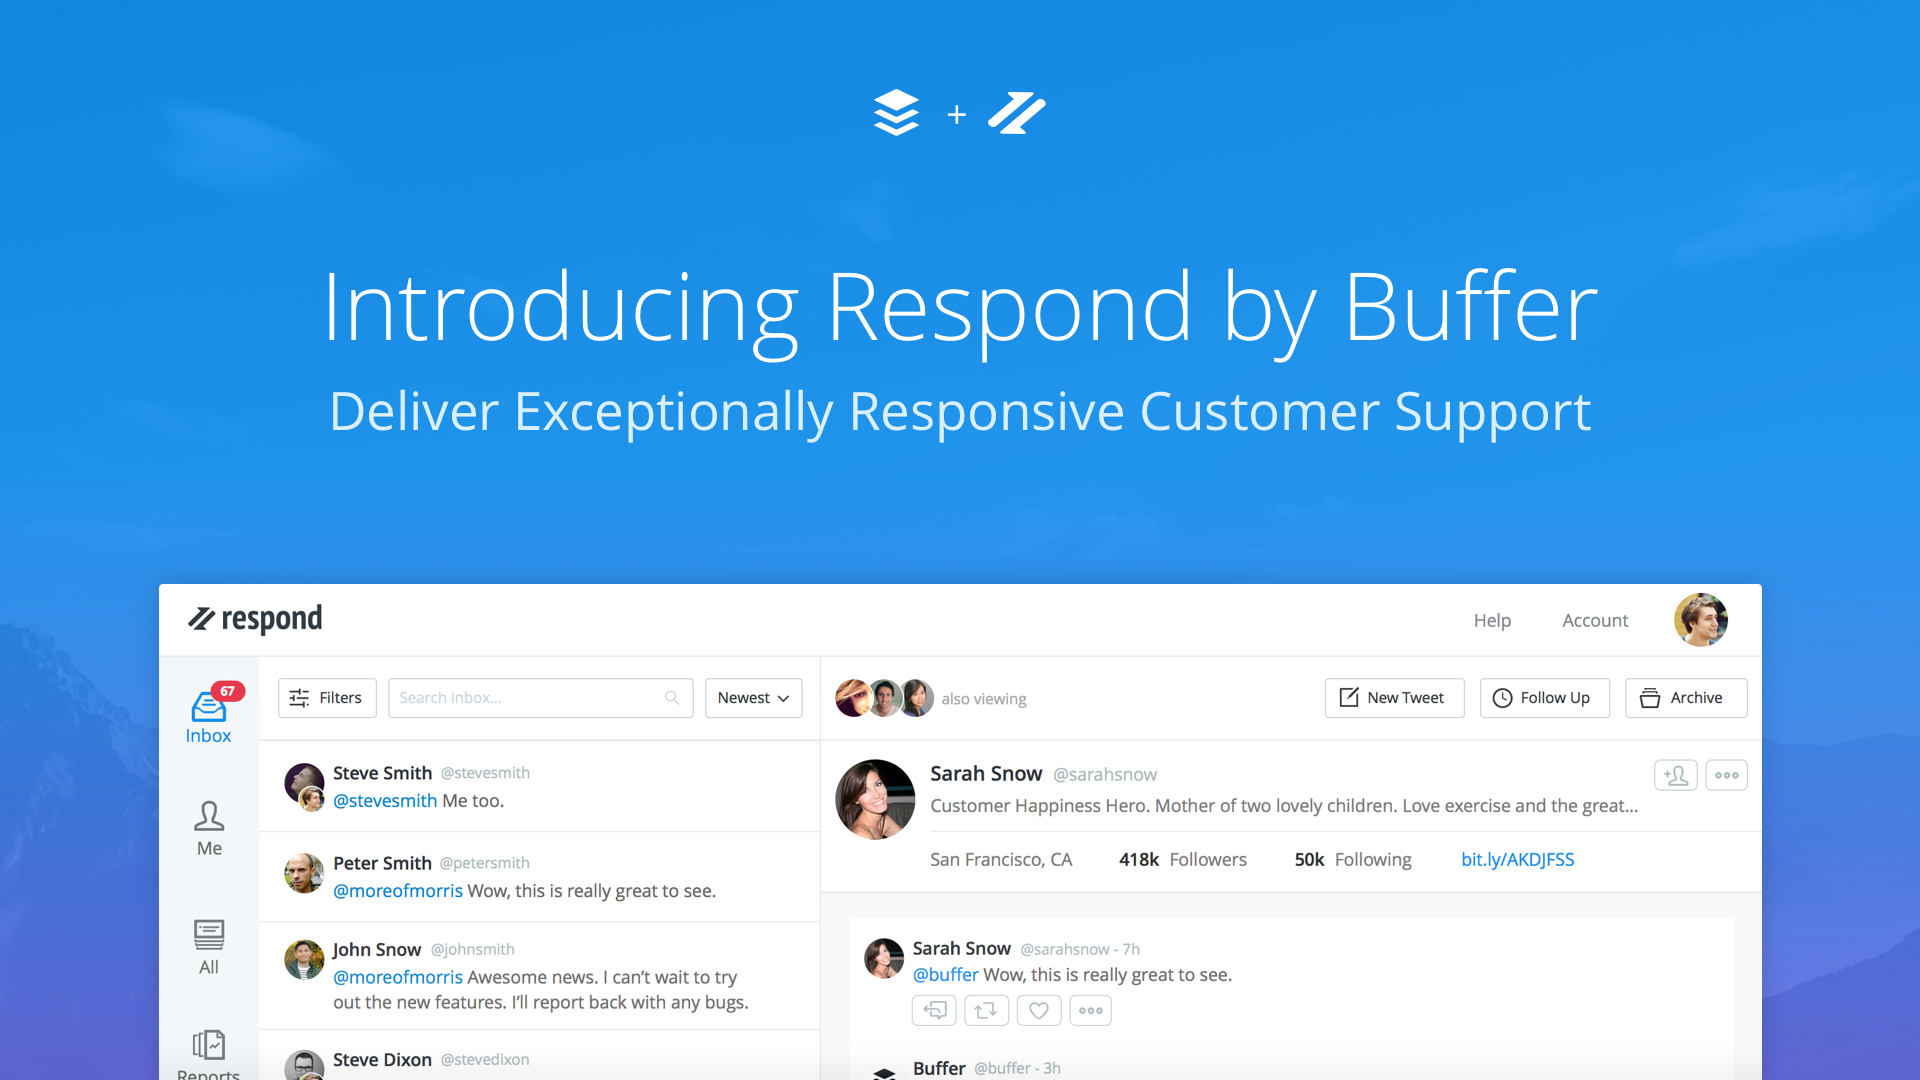 +
Introducing Respond by Buffer
Deliver Exceptionally Responsive Customer Support
respond
Help
Account
67
Inbox
Me
All
Reports
Filters
Search inbox...
Newest
Steve Smith @stevesmith
@stevesmith Me too.
Peter Smith @petersmith
@moreofmorris Wow, this is really great to see.
John Snow @johnsmith
@moreofmorris Awesome news. I can't wait to try
out the new features. I'll report back with any bugs.
Steve Dixon @stevedixon
also viewing
New Tweet
Follow Up
Archive
Sarah Snow @sarahsnow
Customer Happiness Hero. Mother of two lovely children. Love exercise and the great...
San Francisco, CA
418k Followers
50k Following
bit.ly/AKDJFSS
Sarah Snow @sarahsnow - 7h
@buffer Wow, this is really great to see.
Buffer @buffer - 3h